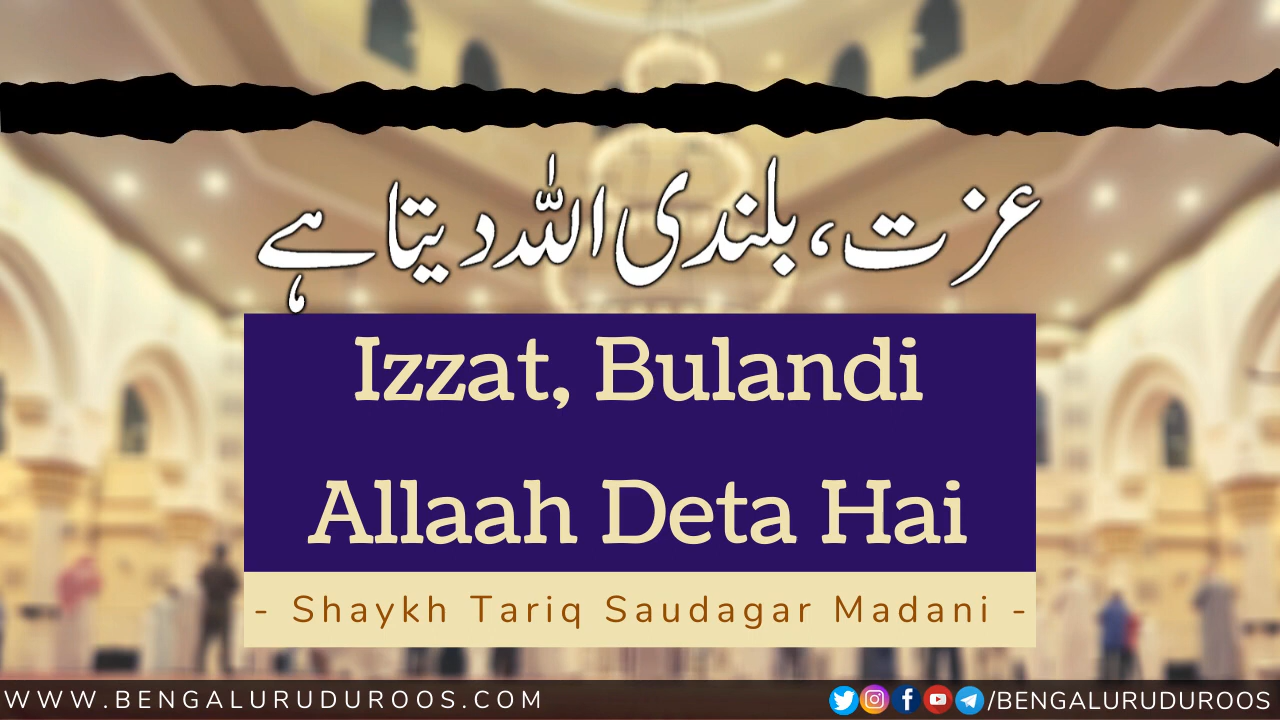 عزت، بلندی اللہ دیتا ہے
Izzat, Bulandi
Allaah Deta Hai
- Shaykh Tariq Saudagar Madani -
WWW.BENGALURUDUROOS.COM
/BENGALURUDUROOS